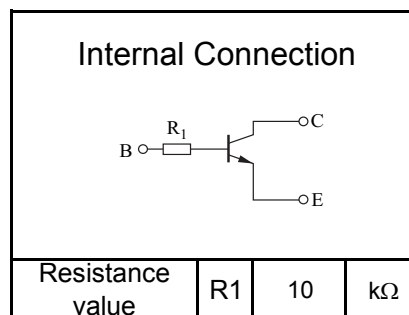 Internal Connection
R1
C
B
E
Resistance
value
R1
10
kΩ